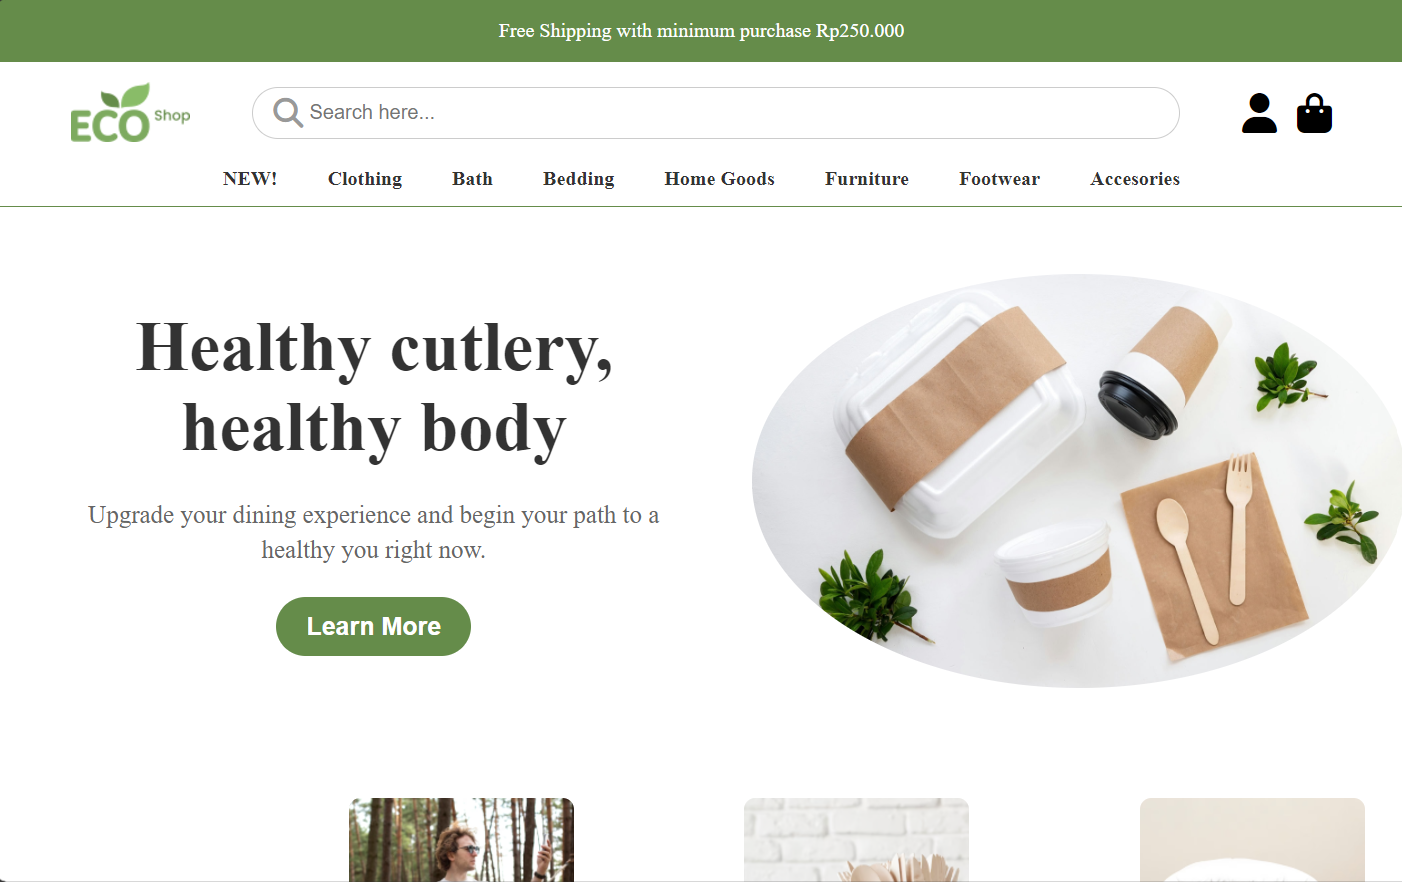 Free Shipping with minimum purchase Rp250.000
ECO Shop
Search here...
NEW! Clothing Bath Bedding Home Goods Furniture Footwear Accesories
Healthy cutlery,
healthy body
Upgrade your dining experience and begin your path to a
healthy you right now.
Learn More